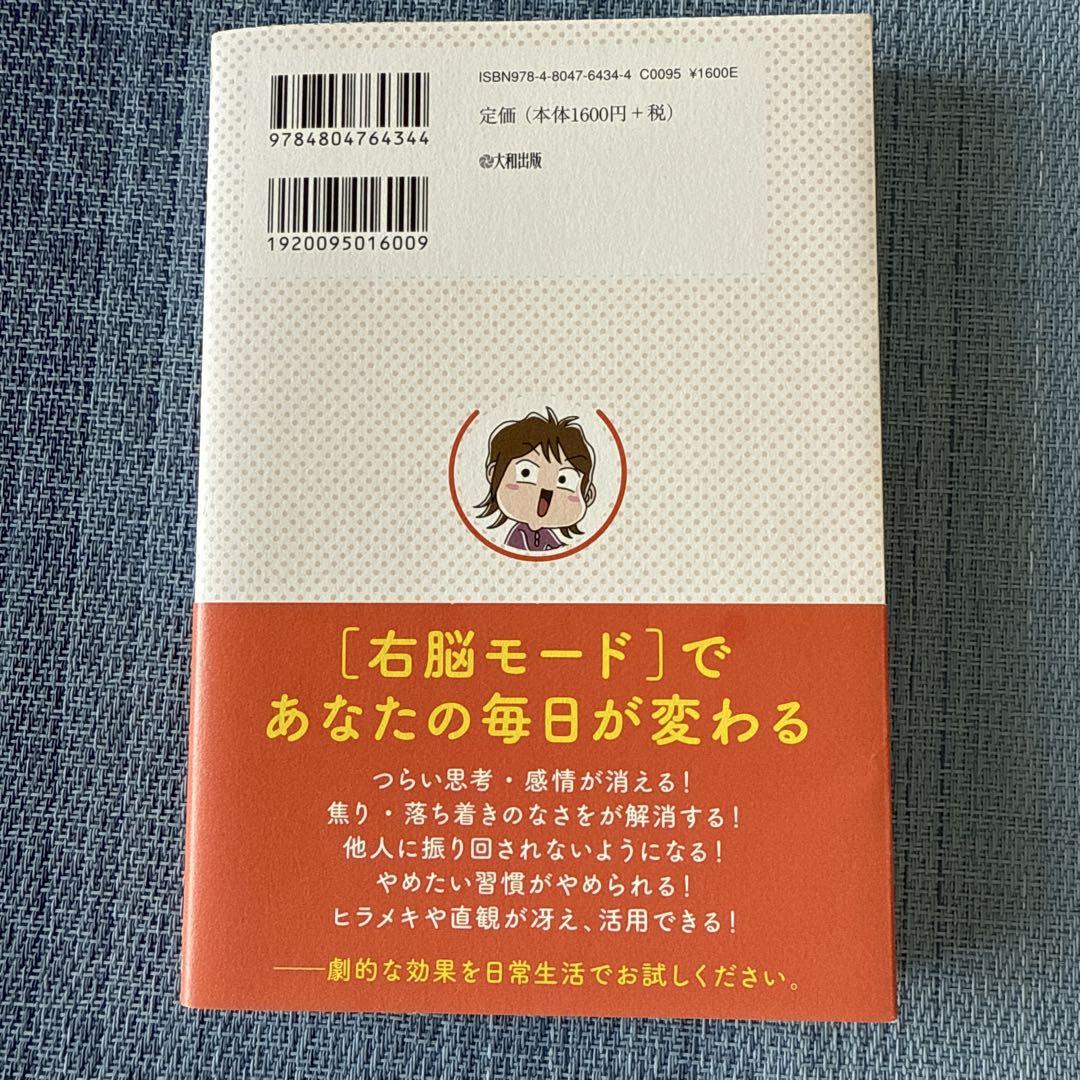 ISBN978-4-8047-6434-4 C0095 ¥1600E
定価(本体1600円+税)
大和出版
9784804764344
1920095016009
[右脳モード]で
あなたの毎日が変わる
つらい思考・感情が消える!
焦り・落ち着きのなさをが解消する!
他人に振り回されないようになる!
やめたい習慣がやめられる!
ヒラメキや直観が冴え、活用できる!
――劇的な効果を日常生活でお試しください。